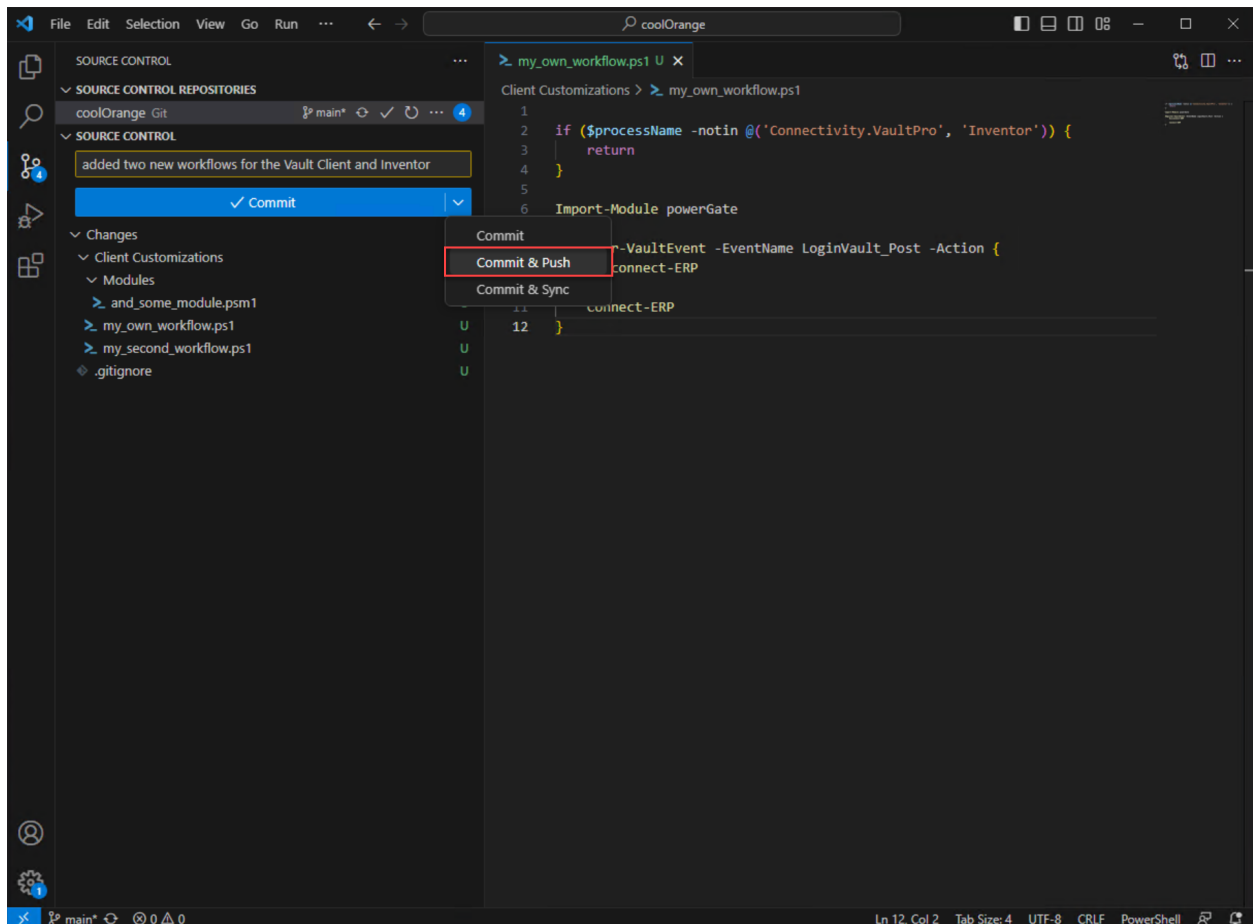 File Edit Selection View Go Run ··· coolOrange
SOURCE CONTROL ···
SOURCE CONTROL REPOSITORIES
coolOrange Git main* ··· 4
SOURCE CONTROL
added two new workflows for the Vault Client and Inventor
Commit
Commit
Commit & Push
Commit & Sync
Changes
Client Customizations
Modules
and_some_module.psm1
my_own_workflow.ps1 U
my_second_workflow.ps1 U
.gitignore U
4
1
my_own_workflow.ps1 U
···
Client Customizations > my_own_workflow.ps1
1
2 if ($processName -notin @('Connectivity.VaultPro', 'Inventor')) {
3 return
4 }
5
6 Import-Module powerGate
r-VaultEvent -EventName LoginVault_Post -Action {
connect-ERP
11 Connect-ERP
12 }
main* 0 0 Ln 12, Col 2 Tab Size: 4 UTF-8 CRLF PowerShell